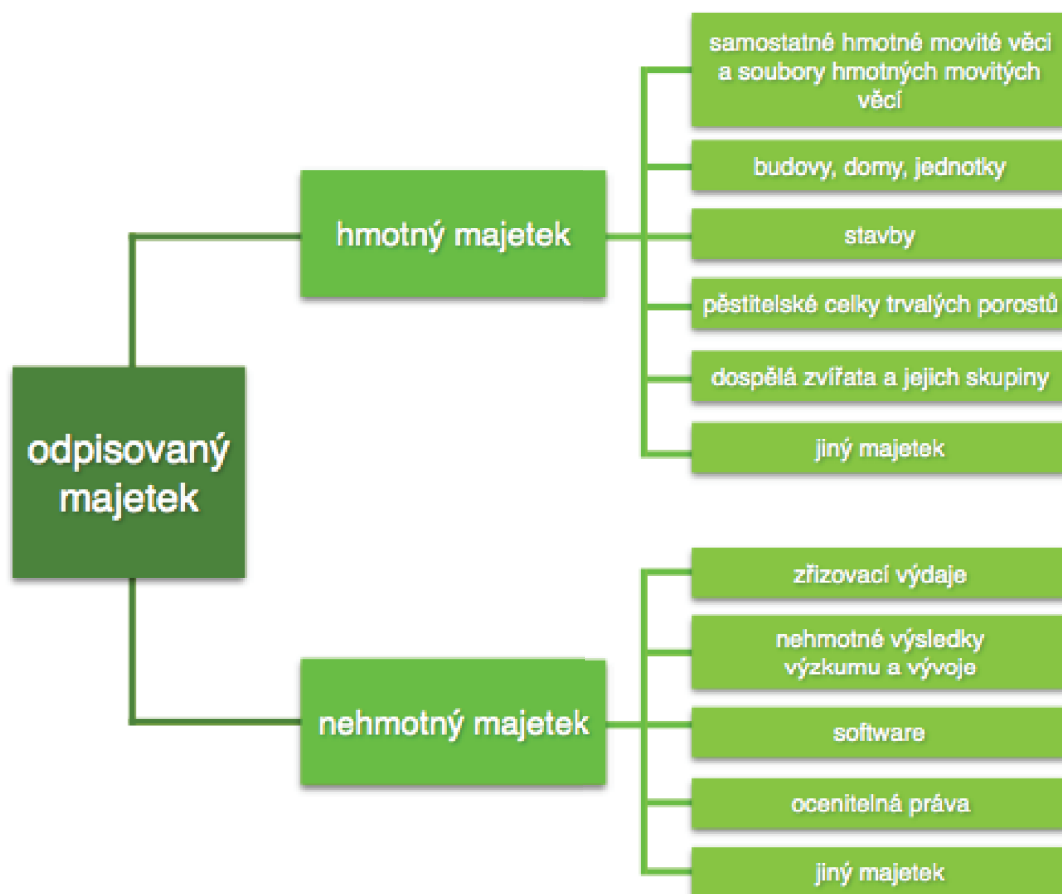 odpisovaný
majetek
hmotný majetek
samostatné hmotné movité věci
a soubory hmotných movitých
věcí
budovy, domy, jednotky
stavby
pěstitelské celky trvalých porostů
dospělá zvířata a jejich skupiny
jiný majetek
nehmotný majetek
zřizovací výdaje
nehmotné výsledky
výzkumu a vývoje
software
ocenitelná práva
jiný majetek